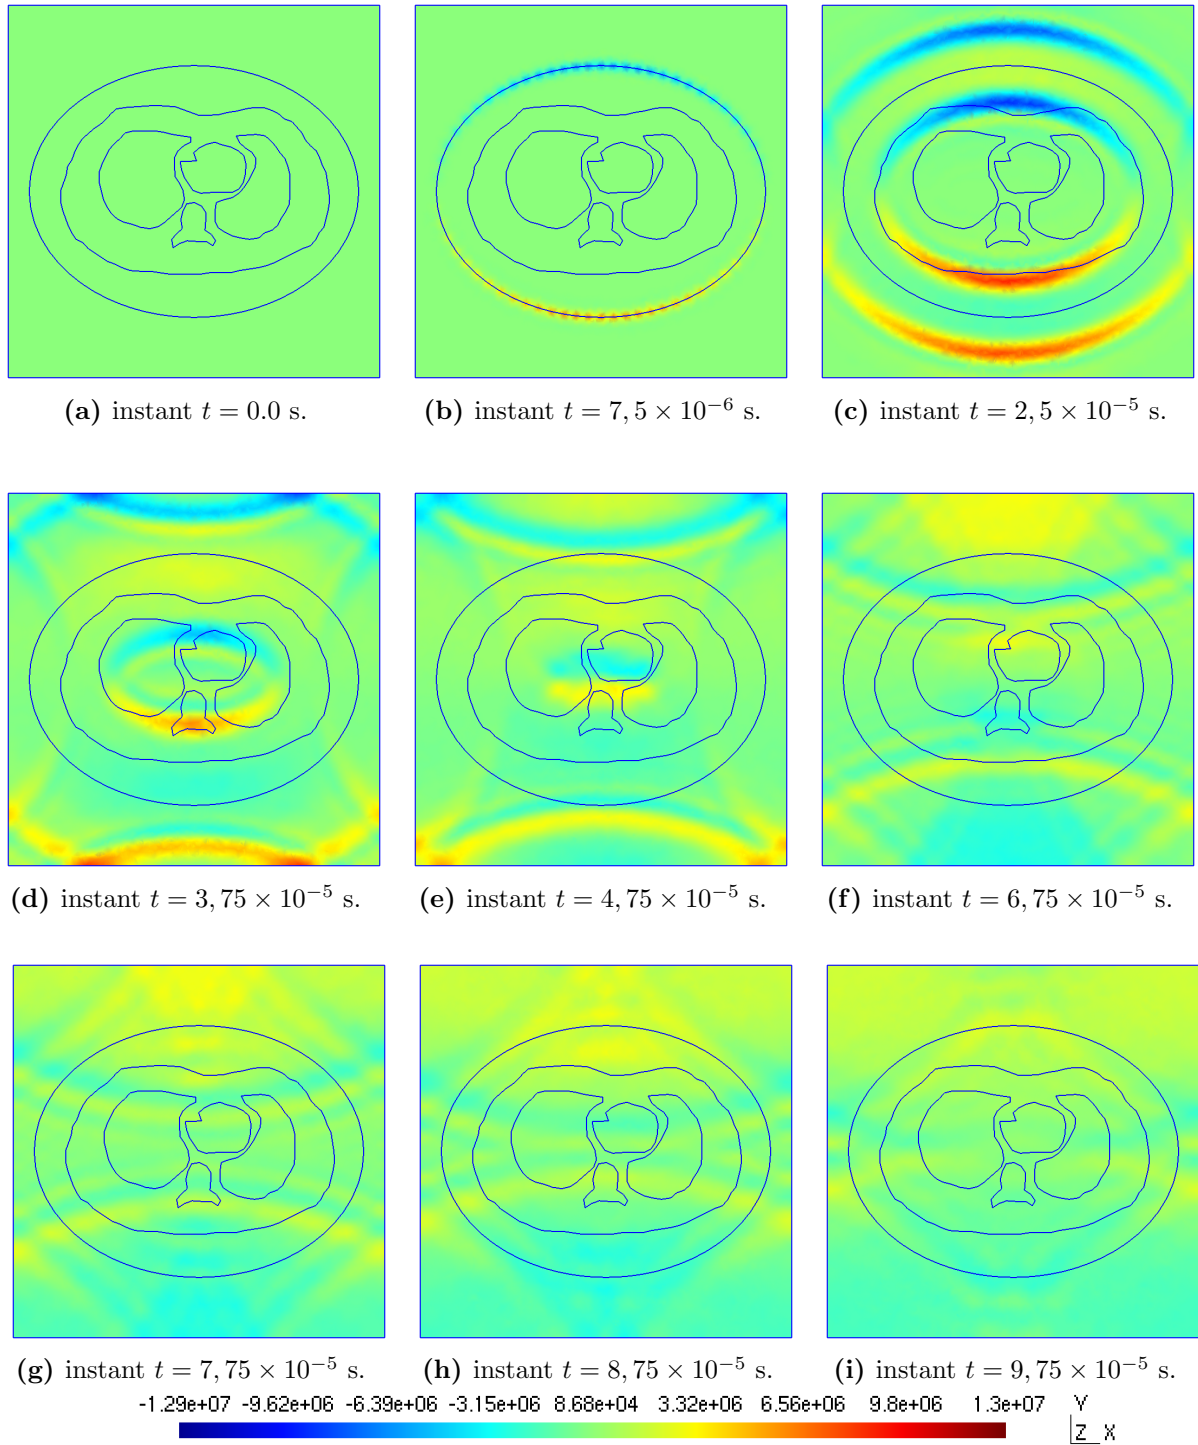 (a) instant t = 0.0 s.
(b) instant t = 7, 5 × 10⁻⁶ s.
(c) instant t = 2, 5 × 10⁻⁵ s.
(d) instant t = 3, 75 × 10⁻⁵ s.
(e) instant t = 4, 75 × 10⁻⁵ s.
(f) instant t = 6, 75 × 10⁻⁵ s.
(g) instant t = 7, 75 × 10⁻⁵ s.
(h) instant t = 8, 75 × 10⁻⁵ s.
(i) instant t = 9, 75 × 10⁻⁵ s.
-1.29e+07 -9.62e+06 -6.39e+06 -3.15e+06 8.68e+04 3.32e+06 6.56e+06 9.8e+06 1.3e+07
Y
Z X